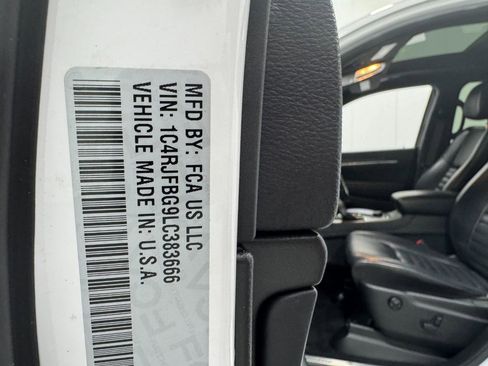 MFD BY: FCA US LLC
VIN: 1C4RJFBG9LC383666
VEHICLE MADE IN: U.S.A.